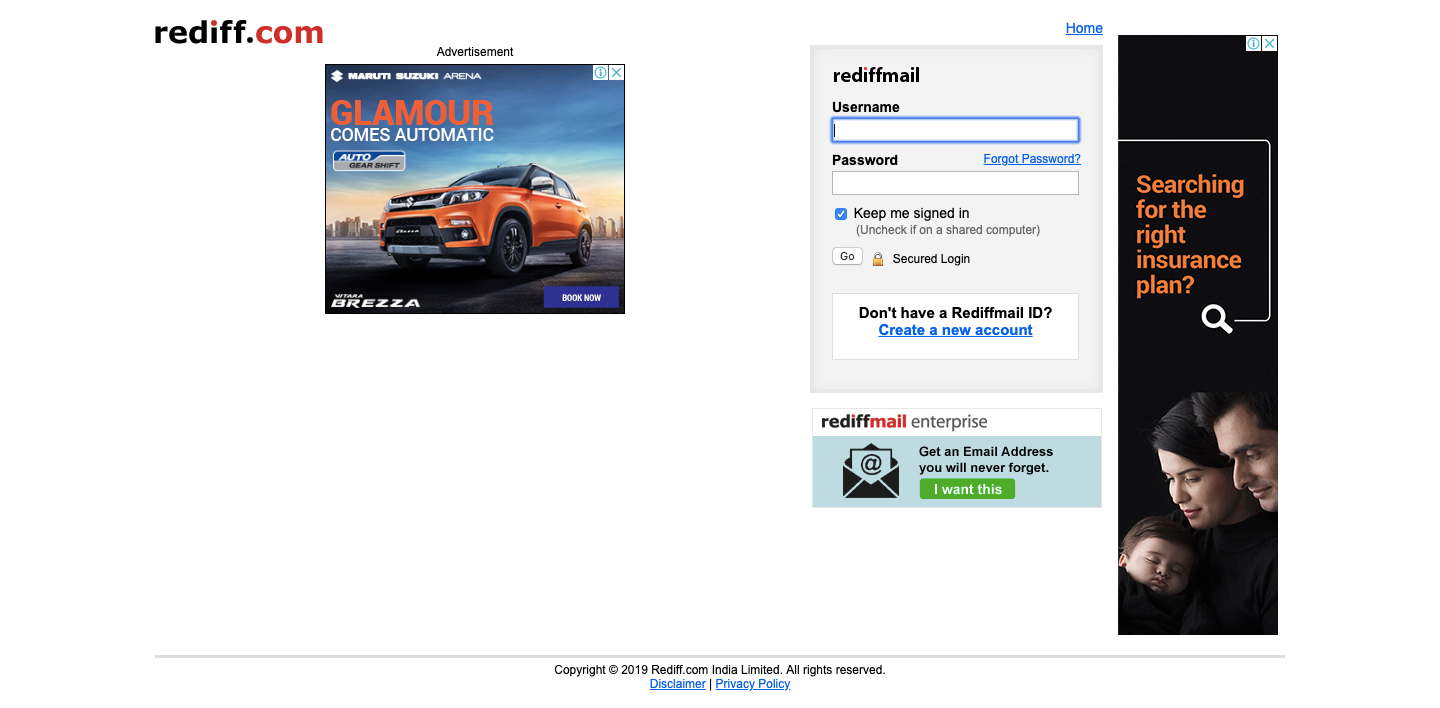 rediff.com
Home
Advertisement
MARUTI SUZUKI ARENA
GLAMOUR
COMES AUTOMATIC
AUTO
GEAR SHIFT
VITARA
BREZZA
BOOK NOW
rediffmail
Username
Password
Forgot Password?
Keep me signed in
(Uncheck if on a shared computer)
Go
Secured Login
Don't have a Rediffmail ID?
Create a new account
rediffmail enterprise
@
Get an Email Address
you will never forget.
I want this
Searching
for the
right
insurance
plan?
Copyright © 2019 Rediff.com India Limited. All rights reserved.
Disclaimer | Privacy Policy